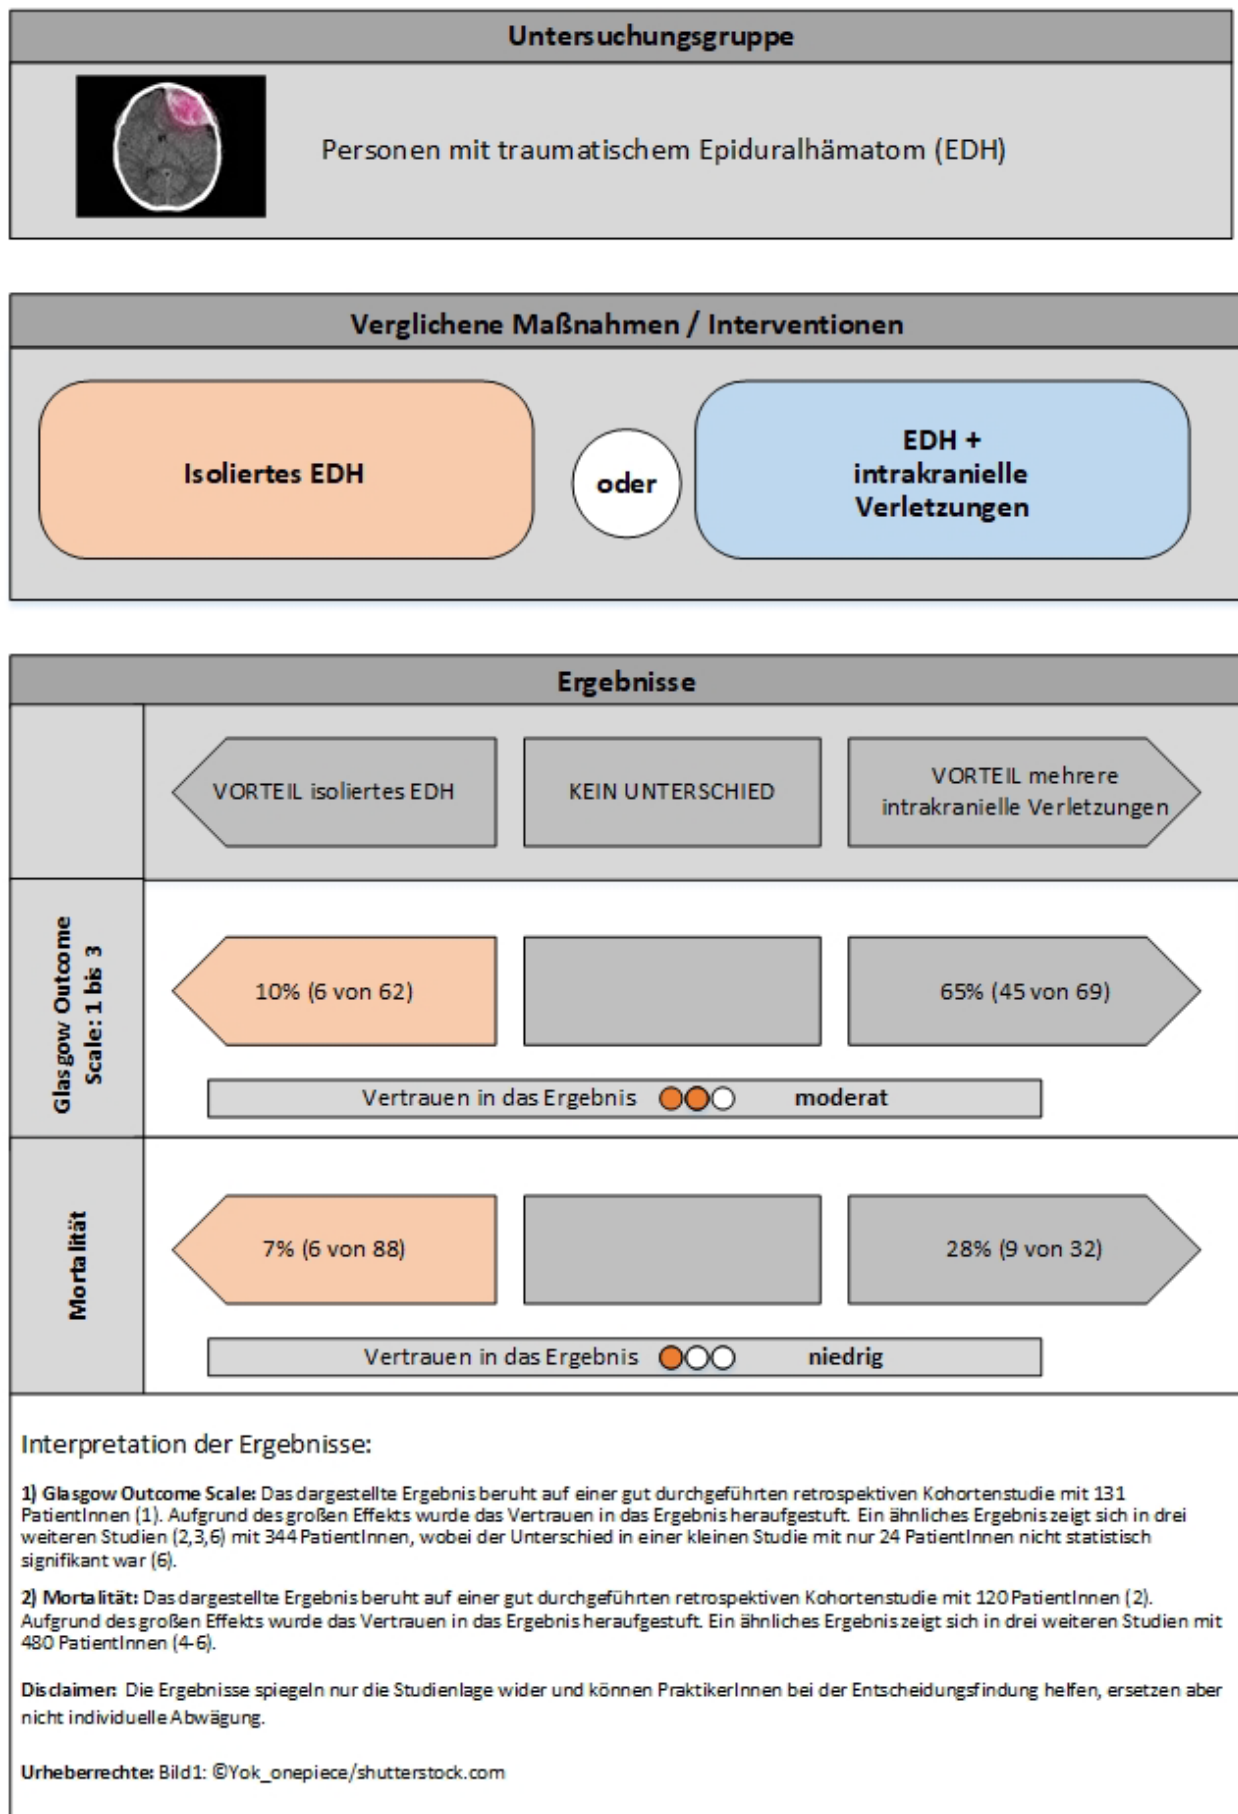 Untersuchungsgruppe
Personen mit traumatischem Epiduralhämatom (EDH)
Verglichene Maßnahmen / Interventionen
Isoliertes EDH
oder
EDH +
intrakranielle
Verletzungen
Ergebnisse
VORTEIL isoliertes EDH
KEIN UNTERSCHIED
VORTEIL mehrere
intrakranielle Verletzungen
Glasgow Outcome
Scale: 1 bis 3
10% (6 von 62)
65% (45 von 69)
Vertrauen in das Ergebnis moderat
Mortalität
7% (6 von 88)
28% (9 von 32)
Vertrauen in das Ergebnis niedrig
Interpretation der Ergebnisse:
1) Glasgow Outcome Scale: Das dargestellte Ergebnis beruht auf einer gut durchgeführten retrospektiven Kohortenstudie mit 131
PatientInnen (1). Aufgrund des großen Effekts wurde das Vertrauen in das Ergebnis heraufgestuft. Ein ähnliches Ergebnis zeigt sich in drei
weiteren Studien (2,3,6) mit 344 PatientInnen, wobei der Unterschied in einer kleinen Studie mit nur 24 PatientInnen nicht statistisch
signifikant war (6).
2) Mortalität: Das dargestellte Ergebnis beruht auf einer gut durchgeführten retrospektiven Kohortenstudie mit 120 PatientInnen (2).
Aufgrund des großen Effekts wurde das Vertrauen in das Ergebnis heraufgestuft. Ein ähnliches Ergebnis zeigt sich in drei weiteren Studien mit
480 PatientInnen (4-6).
Disclaimer: Die Ergebnisse spiegeln nur die Studienlage wider und können PraktikerInnen bei der Entscheidungsfindung helfen, ersetzen aber
nicht individuelle Abwägung.
Urheberrechte: Bild1: ©Yok_onepiece/shutterstock.com